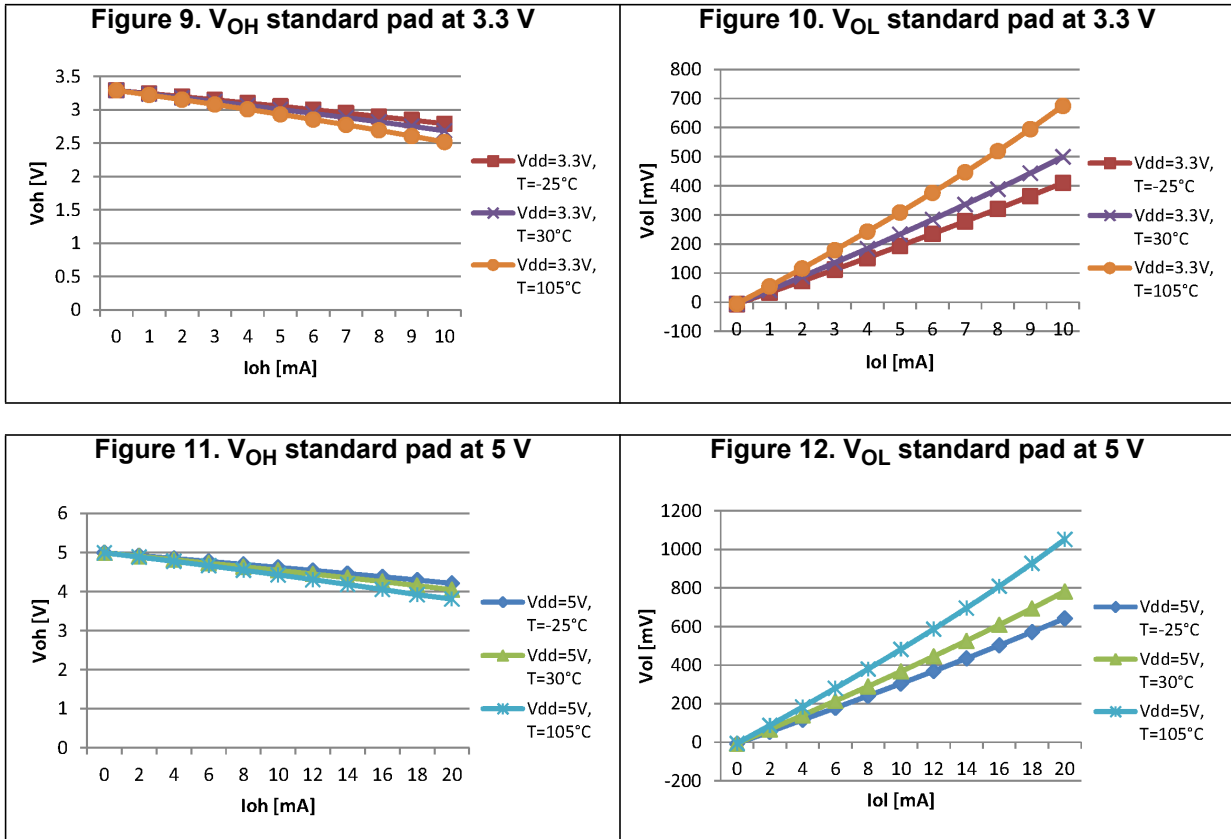 Figure 9. VOH standard pad at 3.3 V
3.5
3
2.5
2
1.5
1
0.5
0
Voh [V]
0 1 2 3 4 5 6 7 8 9 10
Ioh [mA]
Vdd=3.3V,
T=-25°C
Vdd=3.3V,
T=30°C
Vdd=3.3V,
T=105°C
Figure 10. VOL standard pad at 3.3 V
800
700
600
500
400
300
200
100
0
-100
Vol [mV]
0 1 2 3 4 5 6 7 8 9 10
Iol [mA]
Vdd=3.3V,
T=-25°C
Vdd=3.3V,
T=30°C
Vdd=3.3V,
T=105°C
Figure 11. VOH standard pad at 5 V
6
5
4
3
2
1
0
Voh [V]
0 2 4 6 8 10 12 14 16 18 20
Ioh [mA]
Vdd=5V,
T=-25°C
Vdd=5V,
T=30°C
Vdd=5V,
T=105°C
Figure 12. VOL standard pad at 5 V
1200
1000
800
600
400
200
0
-200
Vol [mV]
0 2 4 6 8 10 12 14 16 18 20
Iol [mA]
Vdd=5V,
T=-25°C
Vdd=5V,
T=30°C
Vdd=5V,
T=105°C